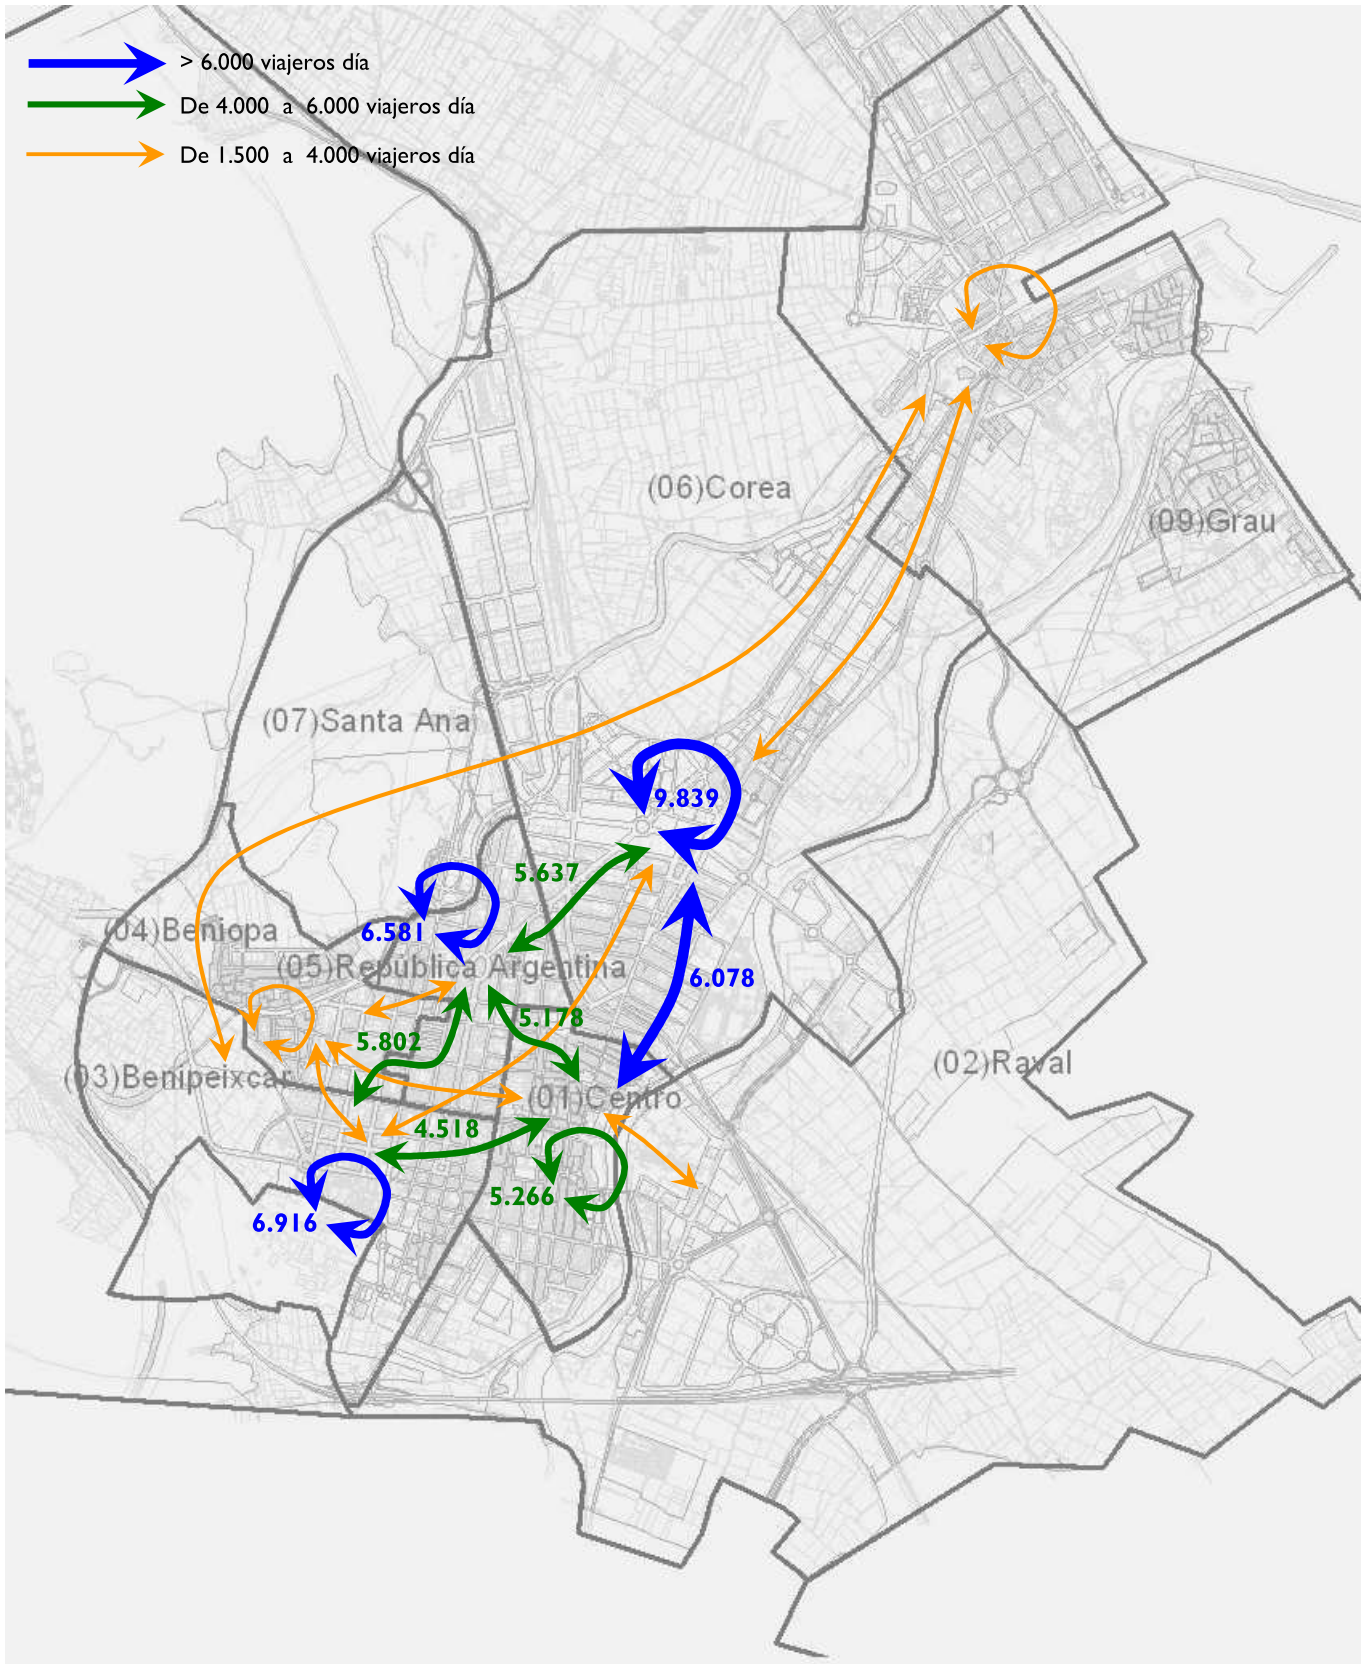 > 6.000 viajeros día
De 4.000 a 6.000 viajeros día
De 1.500 a 4.000 viajeros día
(06)Corea
(09)Grau
(07)Santa Ana
9.839
5.637
6.581
(04)Beniopa
(05)República Argentina
6.078
5.178
5.802
(02)Raval
(03)Benipeixcar
(01)Centro
4.518
5.266
6.916